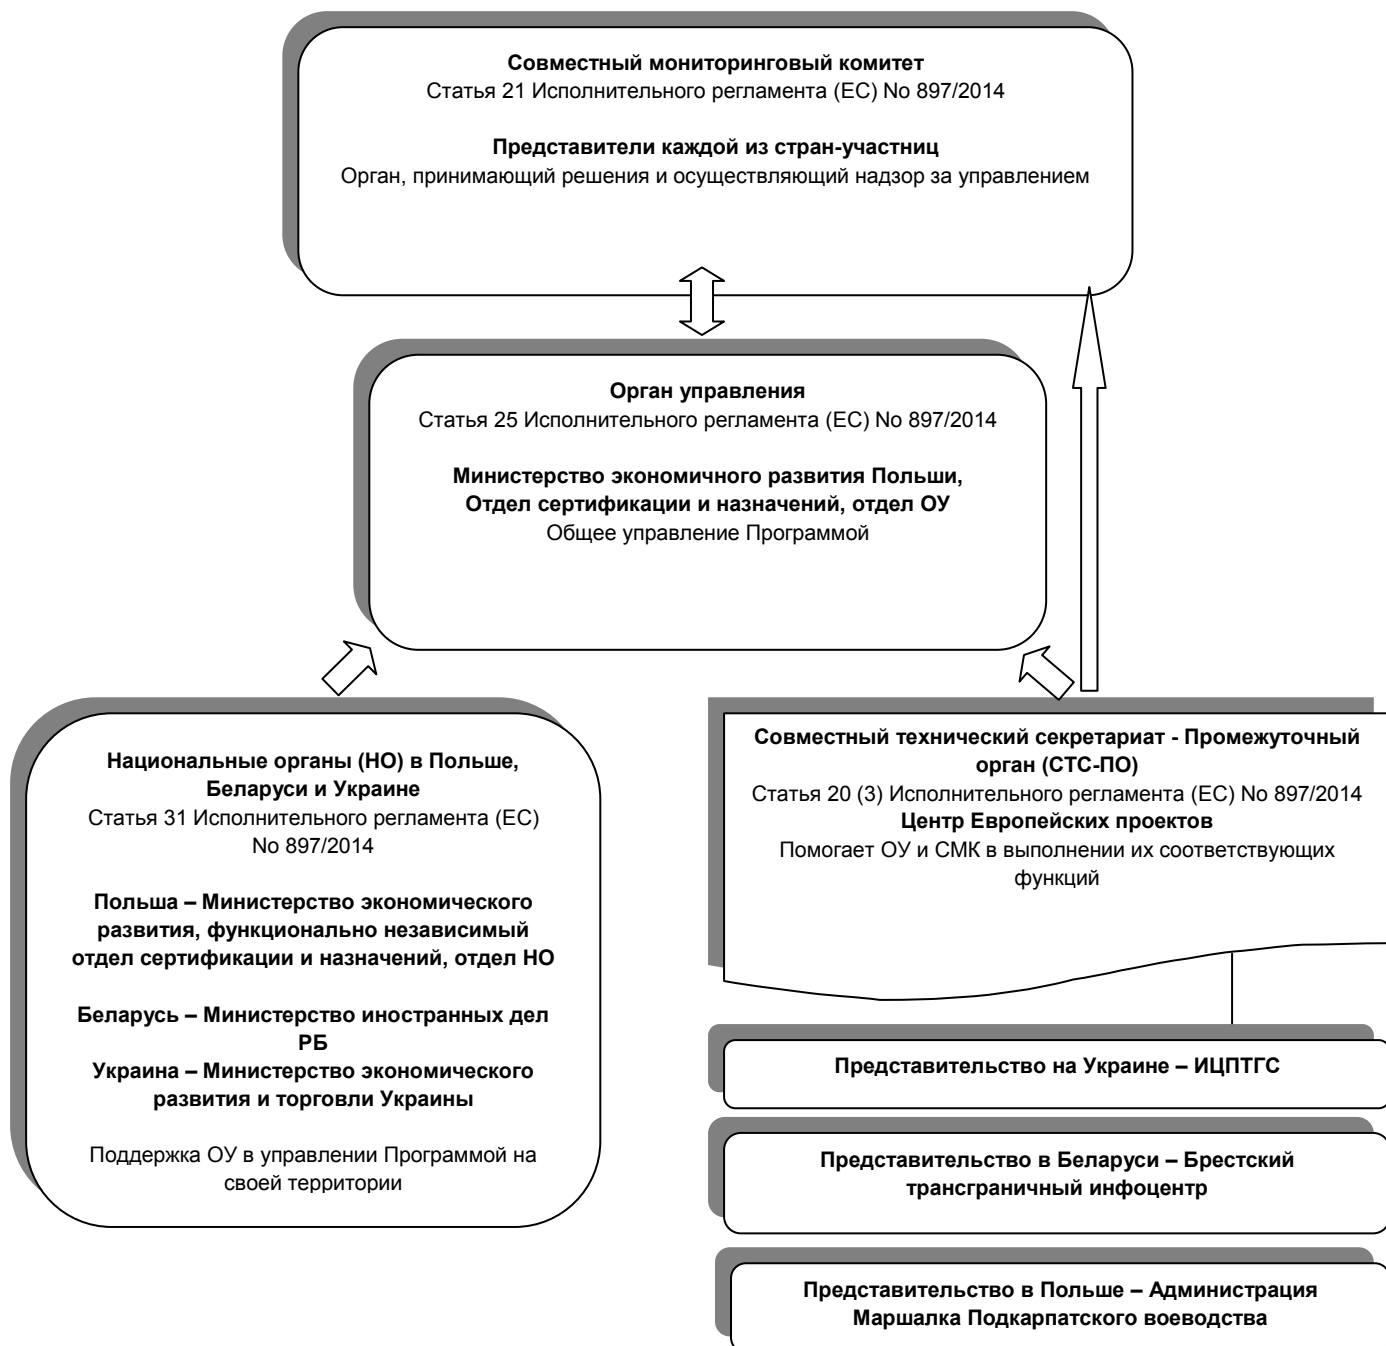 Совместный мониторинговый комитет
Статья 21 Исполнительного регламента (ЕС) No 897/2014
Представители каждой из стран-участниц
Орган, принимающий решения и осуществляющий надзор за управлением
Орган управления
Статья 25 Исполнительного регламента (ЕС) No 897/2014
Министерство экономичного развития Польши,
Отдел сертификации и назначений, отдел ОУ
Общее управление Программой
Национальные органы (НО) в Польше,
Беларуси и Украине
Статья 31 Исполнительного регламента (ЕС)
No 897/2014
Польша – Министерство экономического
развития, функционально независимый
отдел сертификации и назначений, отдел НО
Беларусь – Министерство иностранных дел
РБ
Украина – Министерство экономического
развития и торговли Украины
Поддержка ОУ в управлении Программой на
своей территории
Совместный технический секретариат - Промежуточный
орган (СТС-ПО)
Статья 20 (3) Исполнительного регламента (ЕС) No 897/2014
Центр Европейских проектов
Помогает ОУ и СМК в выполнении их соответствующих
функций
Представительство на Украине – ИЦПТГС
Представительство в Беларуси – Брестский
трансграничный инфоцентр
Представительство в Польше – Администрация
Маршалка Подкарпатского воеводства